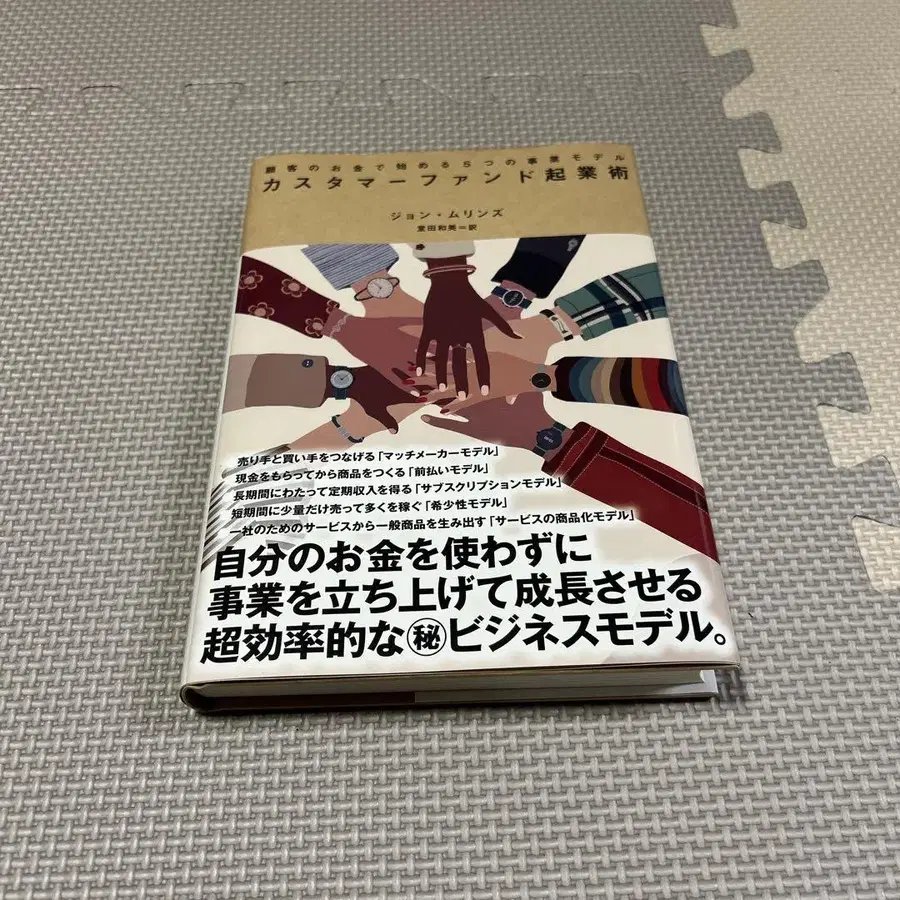 顧客のお金で始める5つの事業モデル
カスタマーファンド起業術
ジョン・ムリンズ
堂田和美=訳
売り手と買い手をつなげる「マッチメーカーモデル」
現金をもらってから商品をつくる「前払いモデル」
長期間にわたって定期収入を得る「サブスクリプションモデル」
短期間に少量だけ売って多くを稼ぐ「希少性モデル」
一社のためのサービスから一般商品を生み出す「サービスの商品化モデル」
自分のお金を使わずに
事業を立ち上げて成長させる
超効率的な㊙ビジネスモデル。